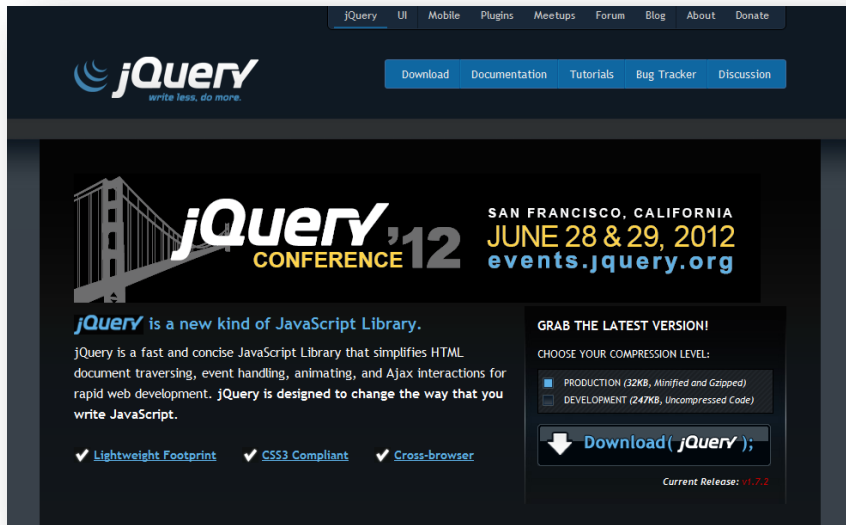 jQuery UI Mobile Plugins Meetups Forum Blog About Donate
jQuery
write less, do more.
Download Documentation Tutorials Bug Tracker Discussion
jQuery
CONFERENCE '12
SAN FRANCISCO, CALIFORNIA
JUNE 28 & 29, 2012
events.jquery.org
jQuery is a new kind of JavaScript Library.
jQuery is a fast and concise JavaScript Library that simplifies HTML
document traversing, event handling, animating, and Ajax interactions for
rapid web development. jQuery is designed to change the way that you
write JavaScript.
Lightweight Footprint CSS3 Compliant Cross-browser
GRAB THE LATEST VERSION!
CHOOSE YOUR COMPRESSION LEVEL:
PRODUCTION (32KB, Minified and Gzipped)
DEVELOPMENT (247KB, Uncompressed Code)
Download( jQuery );
Current Release: v1.7.2